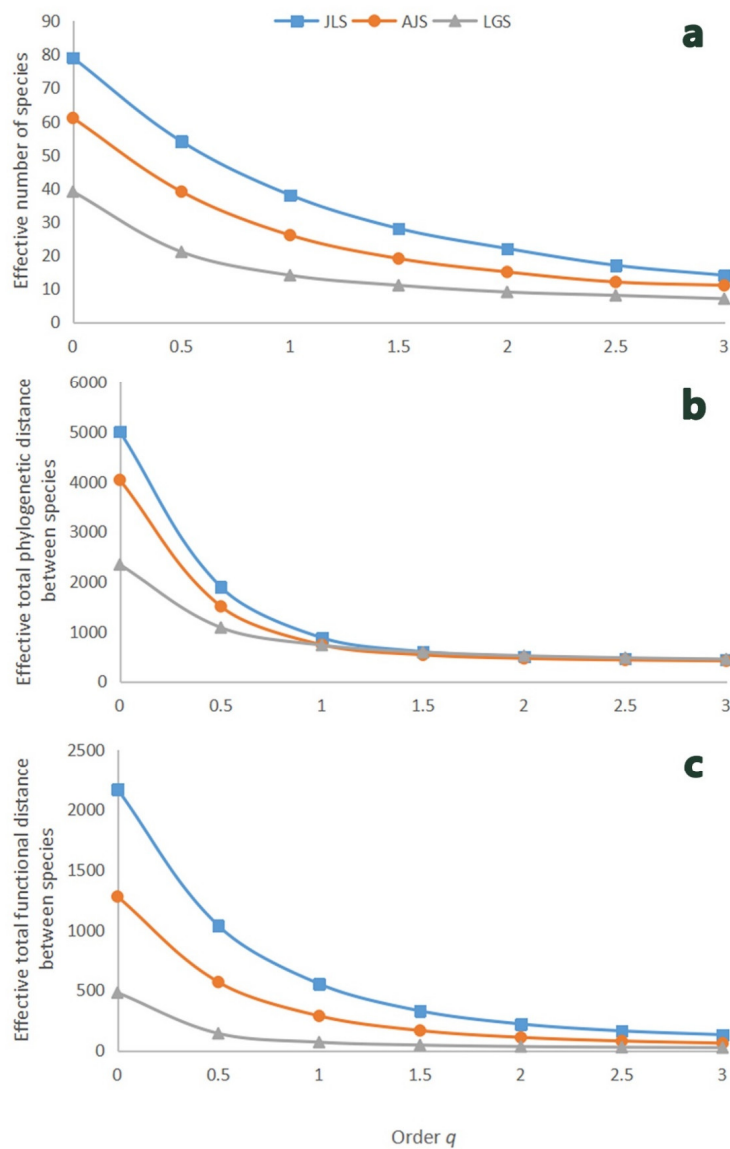 JLS AJS LGS
a
Effective number of species
90
80
70
60
50
40
30
20
10
0
0 0.5 1 1.5 2 2.5 3
b
Effective total phylogenetic distance
between species
6000
5000
4000
3000
2000
1000
0
0 0.5 1 1.5 2 2.5 3
c
Effective total functional distance
between species
2500
2000
1500
1000
500
0
0 0.5 1 1.5 2 2.5 3
Order q